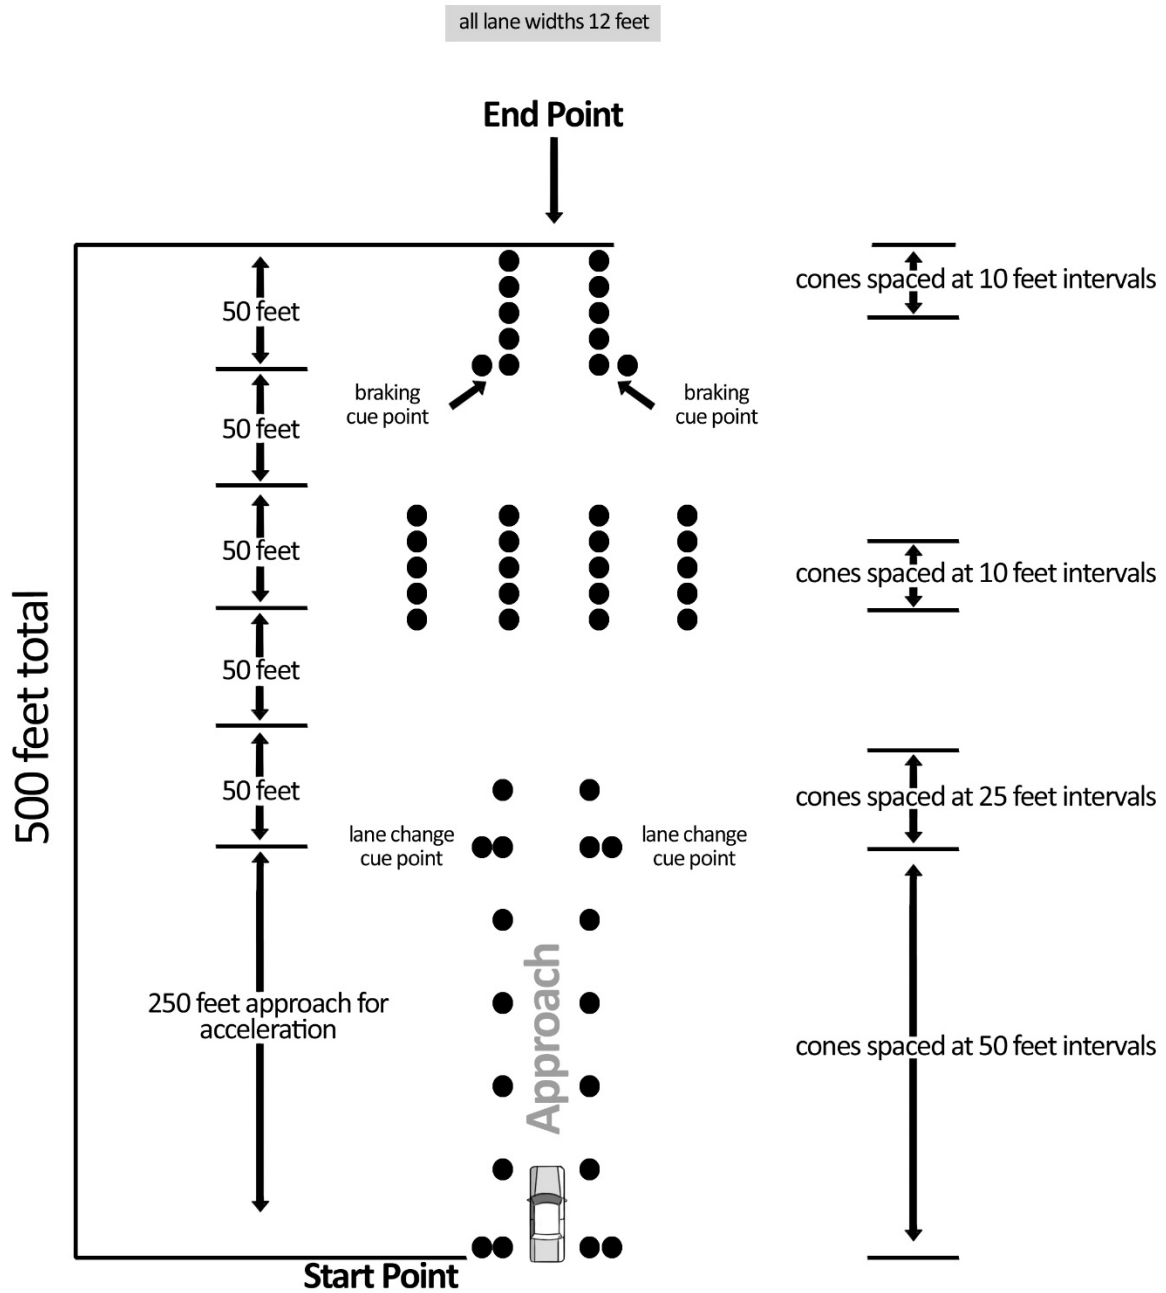 all lane widths 12 feet
End Point
50 feet
cones spaced at 10 feet intervals
braking
cue point
braking
cue point
50 feet
50 feet
cones spaced at 10 feet intervals
500 feet total
50 feet
50 feet
cones spaced at 25 feet intervals
lane change
cue point
lane change
cue point
Approach
250 feet approach for
acceleration
cones spaced at 50 feet intervals
Start Point